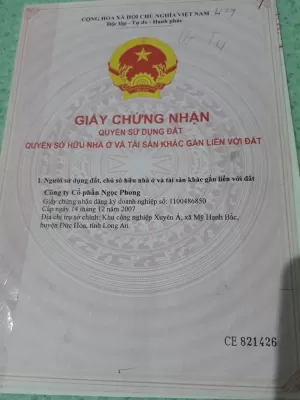 CỘNG HÒA XÃ HỘI CHỦ NGHĨA VIỆT NAM
Độc lập - Tự do - Hạnh phúc
GIẤY CHỨNG NHẬN
QUYỀN SỬ DỤNG ĐẤT
QUYỀN SỞ HỮU NHÀ Ở VÀ TÀI SẢN KHÁC GẮN LIỀN VỚI ĐẤT
I. Người sử dụng đất, chủ sở hữu nhà ở và tài sản khác gắn liền với đất
Công ty Cổ phần Ngọc Phong
Giấy chứng nhận đăng ký doanh nghiệp số: 1100486850
Cấp ngày 14 tháng 12 năm 2007
Địa chỉ trụ sở chính: Khu công nghiệp Xuyên Á, xã Mỹ Hạnh Bắc,
huyện Đức Hòa, tỉnh Long An
CE 821426